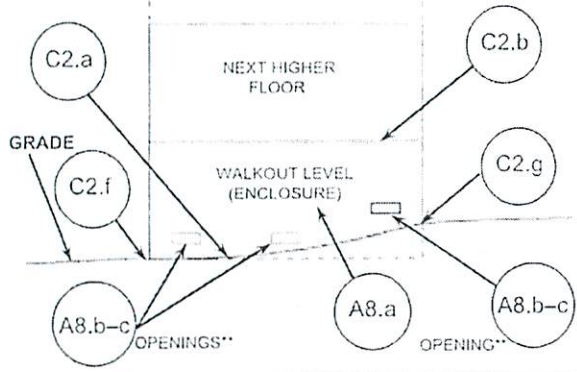 C2.a
C2.b
NEXT HIGHER
FLOOR
GRADE
C2.f
WALKOUT LEVEL
(ENCLOSURE)
C2.g
A8.b–c
OPENINGS**
A8.a
OPENING**
A8.b–c